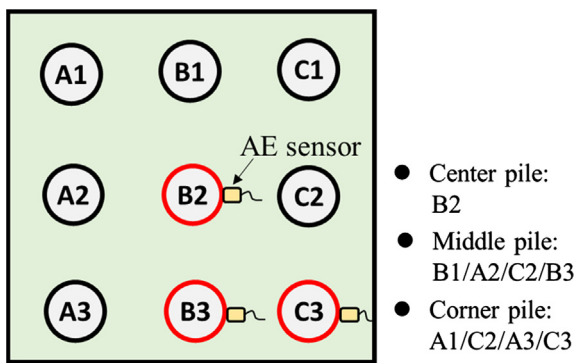 A1 B1 C1
AE sensor
A2 B2 C2
A3 B3 C3
● Center pile:
B2
● Middle pile:
B1/A2/C2/B3
● Corner pile:
A1/C2/A3/C3